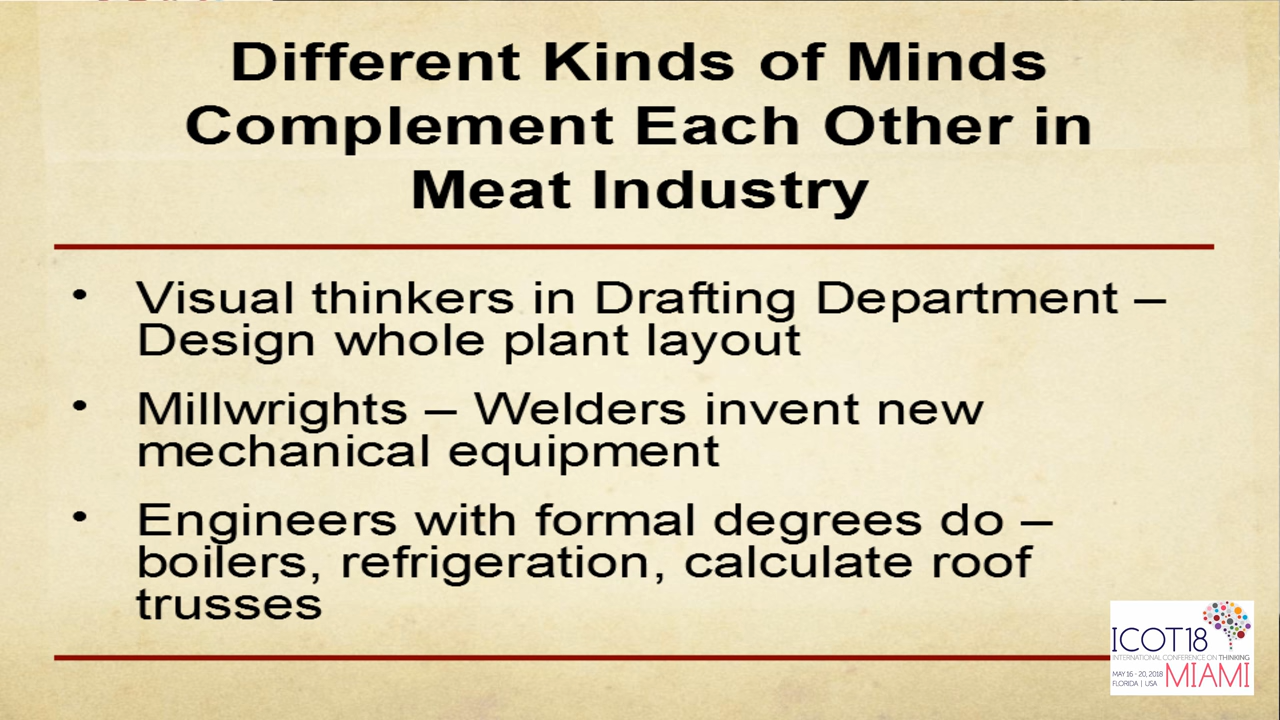 Different Kinds of Minds
Complement Each Other in
Meat Industry
• Visual thinkers in Drafting Department –
Design whole plant layout
• Millwrights – Welders invent new
mechanical equipment
• Engineers with formal degrees do –
boilers, refrigeration, calculate roof
trusses
ICOT18
INTERNATIONAL CONFERENCE ON THINKING
MAY 16 - 20, 2018
FLORIDA | USA
MIAMI